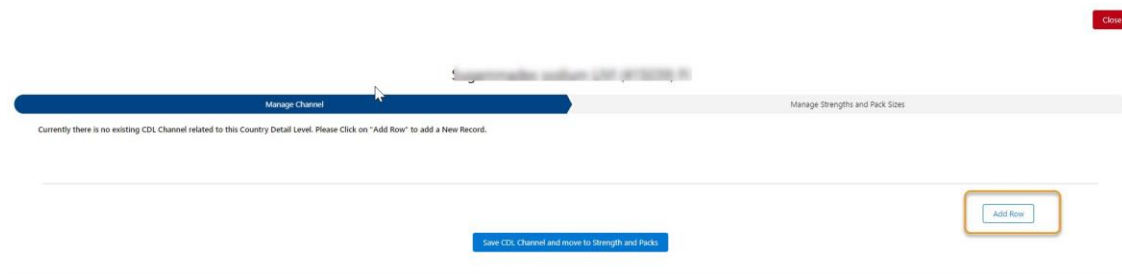 Close
Manage Channel
Manage Strengths and Pack Sizes
Currently there is no existing CDL Channel related to this Country Detail Level. Please Click on "Add Row" to add a New Record.
Add Row
Save CDL Channel and move to Strength and Packs